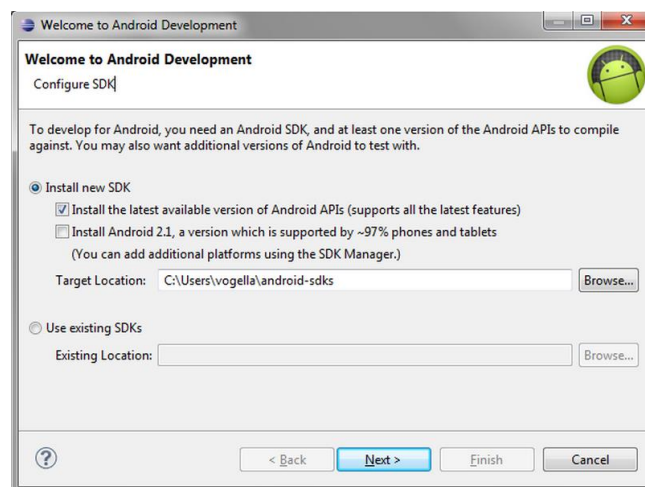 Welcome to Android Development
Welcome to Android Development
Configure SDK
To develop for Android, you need an Android SDK, and at least one version of the Android APIs to compile
against. You may also want additional versions of Android to test with.
Install new SDK
Install the latest available version of Android APIs (supports all the latest features)
Install Android 2.1, a version which is supported by ~97% phones and tablets
(You can add additional platforms using the SDK Manager.)
Target Location: C:\Users\vogella\android-sdks Browse...
Use existing SDKs
Existing Location: Browse...
? < Back Next > Finish Cancel